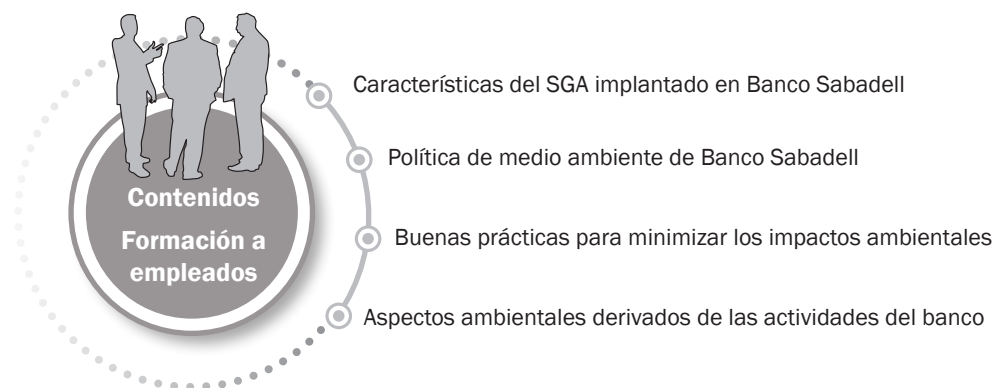 Características del SGA implantado en Banco Sabadell
Política de medio ambiente de Banco Sabadell
Contenidos
Formación a
empleados
Buenas prácticas para minimizar los impactos ambientales
Aspectos ambientales derivados de las actividades del banco